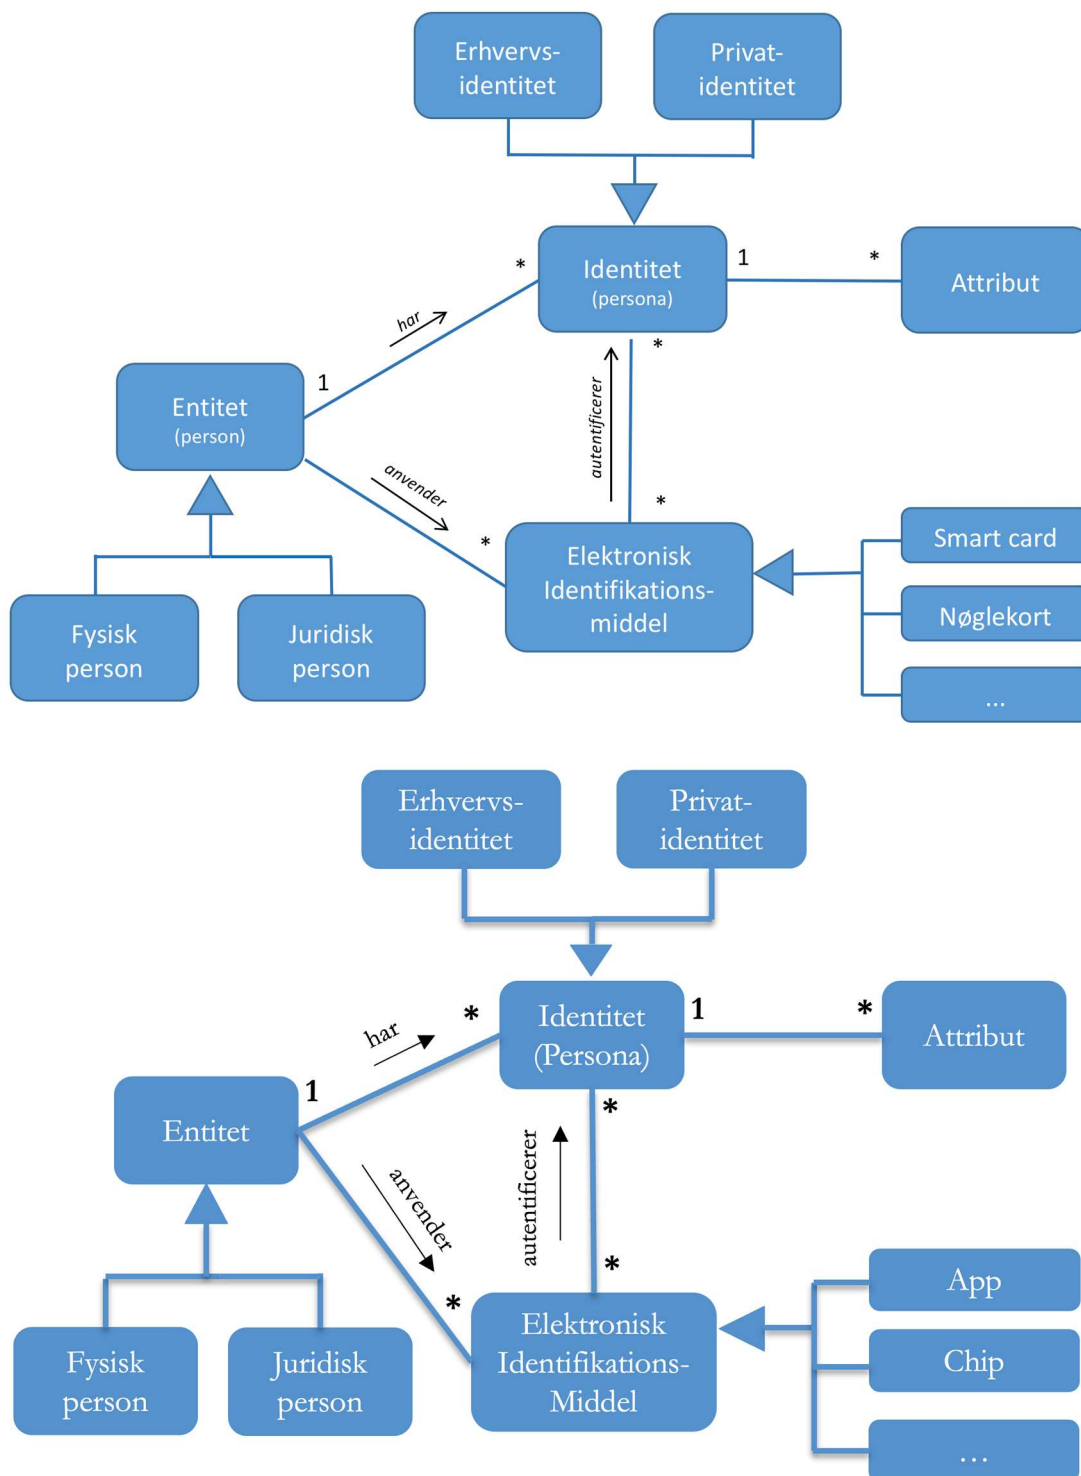 Erhvervs-
identitet
Privat-
identitet
Identitet
(persona)
1
*
Attribut
*
har
1
Entitet
(person)
*
autentificerer
anvender
*
*
Elektronisk
Identifikations-
middel
Smart card
Nøglekort
...
Fysisk
person
Juridisk
person
Erhvervs-
identitet
Privat-
identitet
Identitet
(Persona)
1
*
Attribut
*
har
1
Entitet
*
autentificerer
anvender
*
*
Elektronisk
Identifikations-
Middel
App
Chip
...
Fysisk
person
Juridisk
person